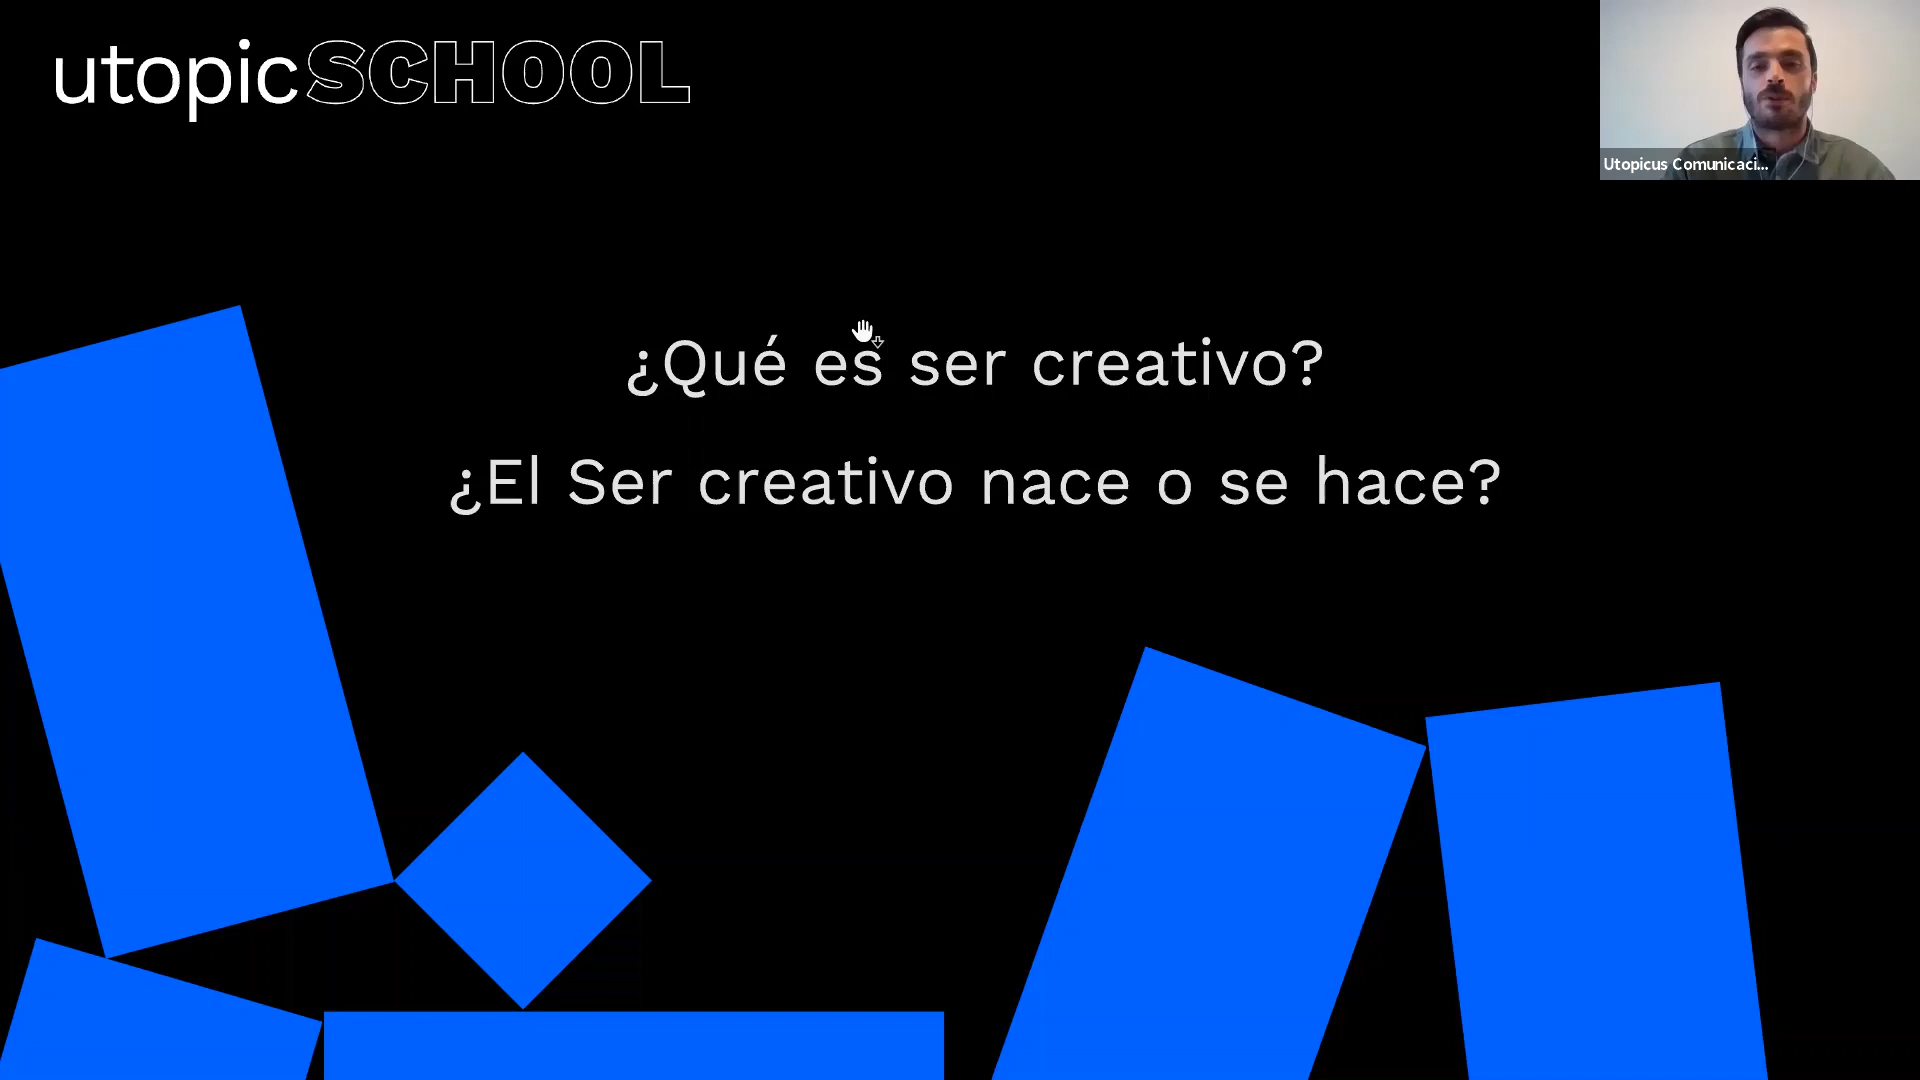 utopicSCHOOL
Utopicus Comunicaci...
¿Qué es ser creativo?
¿El Ser creativo nace o se hace?